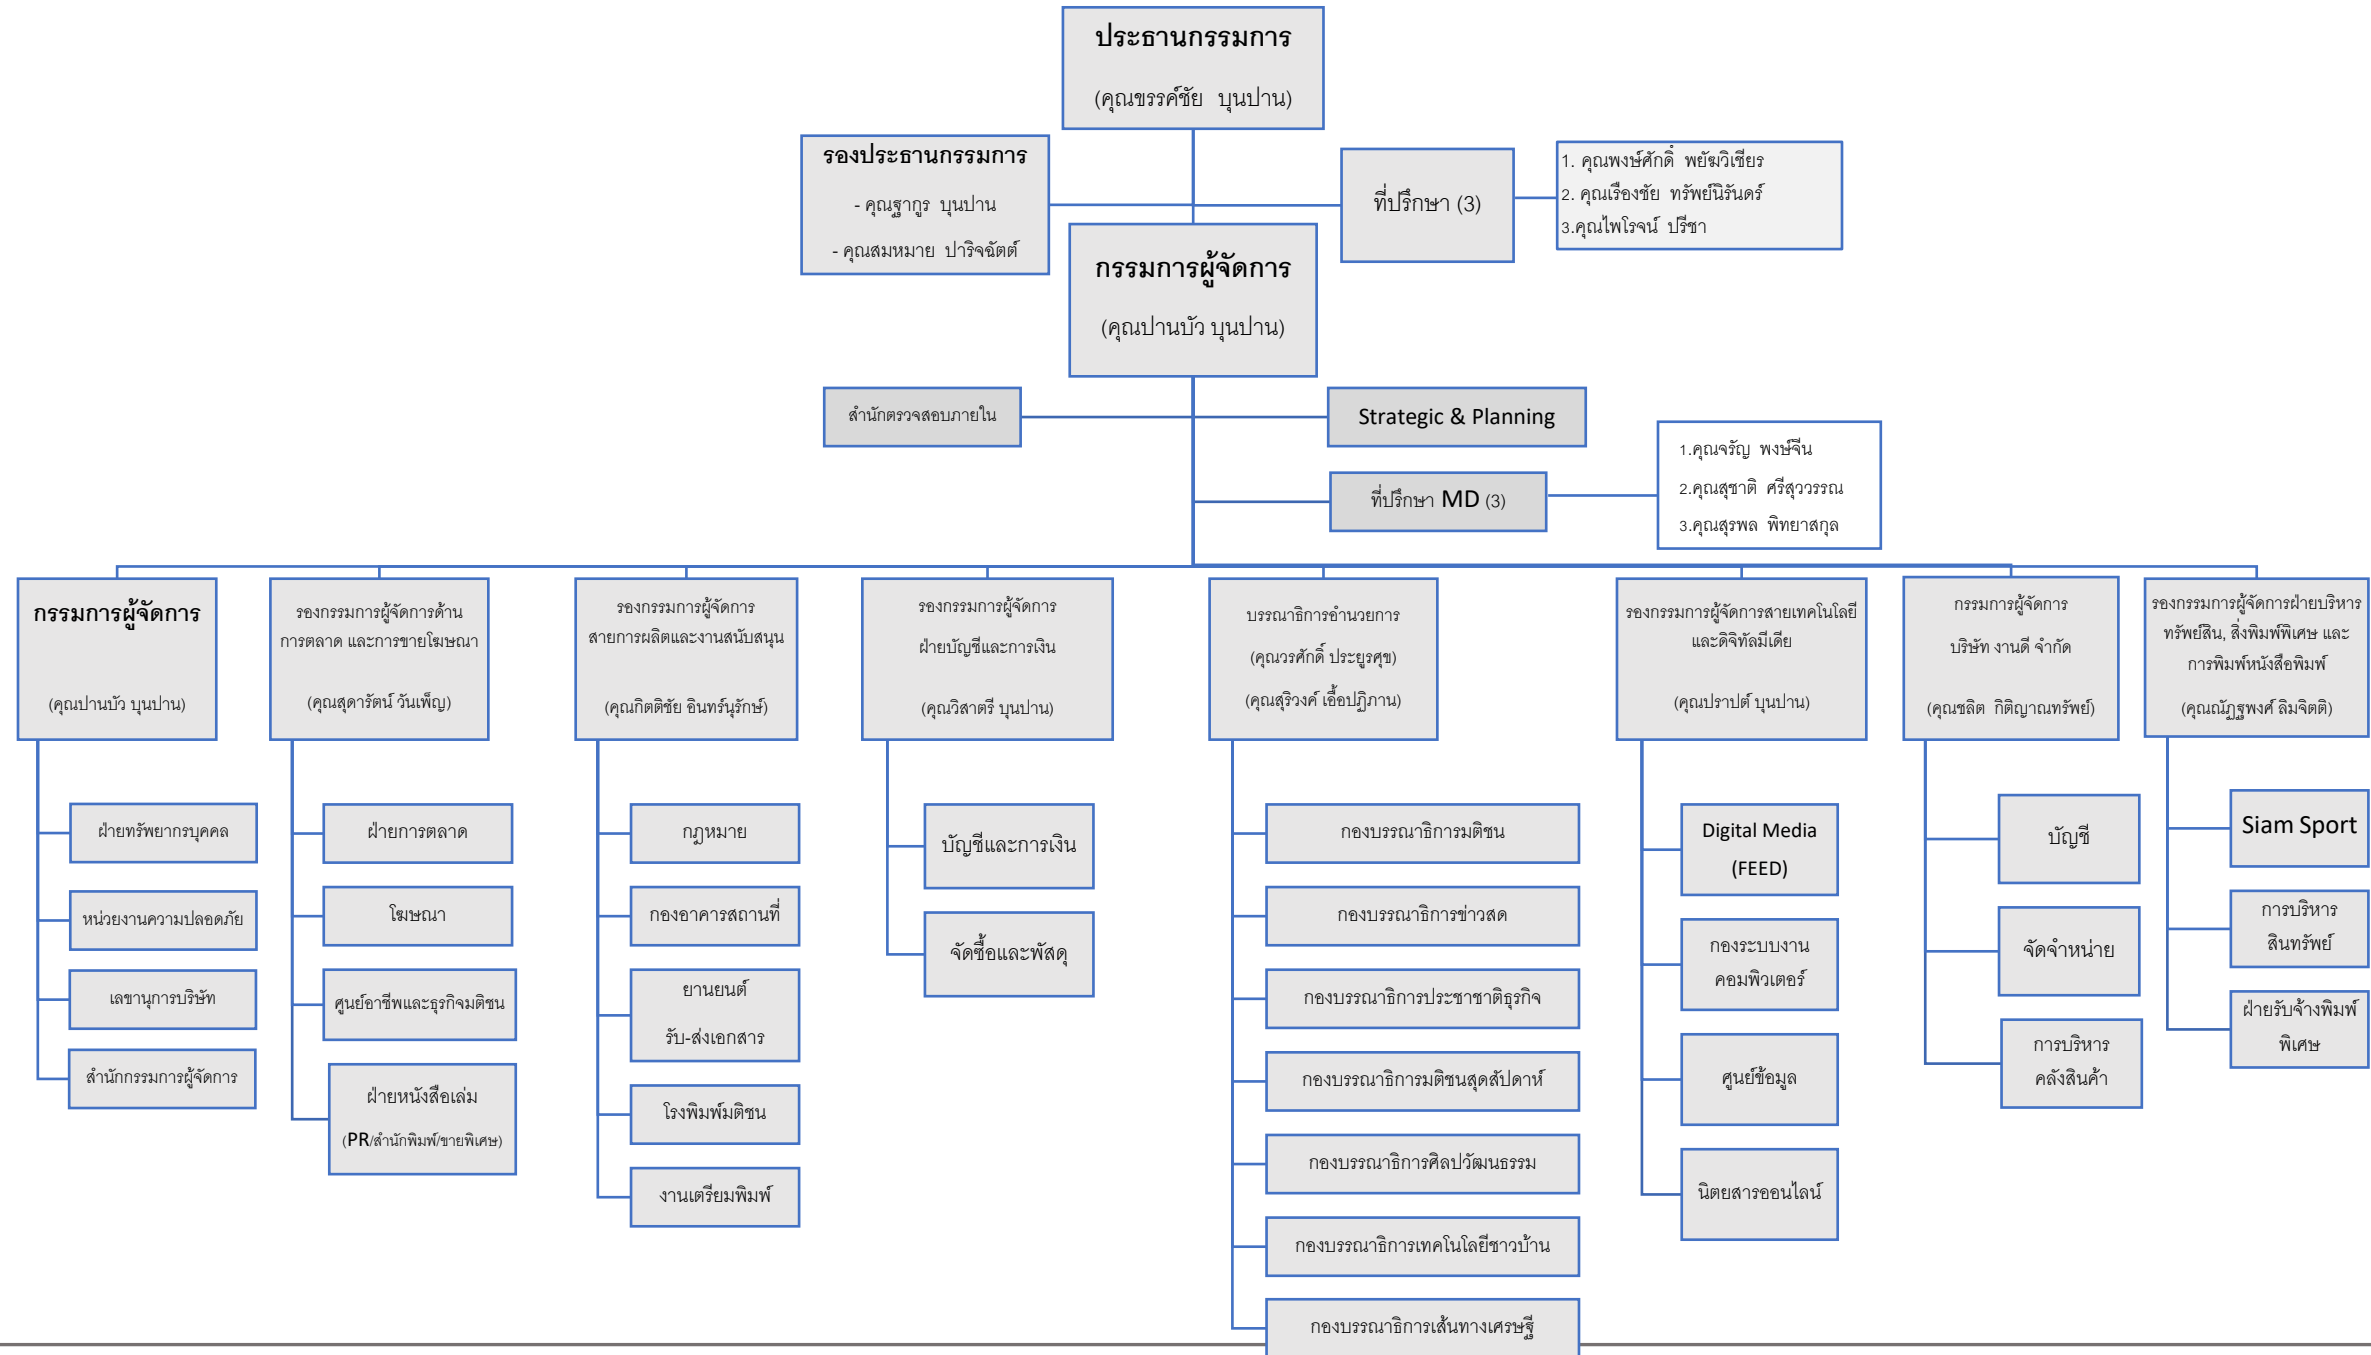 ประธานกรรมการ
(คุณขรรค์ชัย บุนปาน)
รองประธานกรรมการ
- คุณฐากูร บุนปาน
- คุณสมหมาย ปาริจฉัตต์
ที่ปรึกษา (3)
1. คุณพงษ์ศักดิ์ พยัฆวิเชียร
2. คุณเรืองชัย ทรัพย์นิรันดร์
3.คุณไพโรจน์ ปรีชา
กรรมการผู้จัดการ
(คุณปานบัว บุนปาน)
สำนักตรวจสอบภายใน
Strategic & Planning
ที่ปรึกษา MD (3)
1.คุณจรัญ พงษ์จีน
2.คุณสุชาติ ศรีสุววรรณ
3.คุณสุรพล พิทยาสกุล
กรรมการผู้จัดการ
(คุณปานบัว บุนปาน)
ฝ่ายทรัพยากรบุคคล
หน่วยงานความปลอดภัย
เลขานุการบริษัท
สำนักกรรมการผู้จัดการ
รองกรรมการผู้จัดการด้าน
การตลาด และการขายโฆษณา
(คุณสุดารัตน์ วันเพ็ญ)
ฝ่ายการตลาด
โฆษณา
ศูนย์อาชีพและธุรกิจมติชน
ฝ่ายหนังสือเล่ม
(PR/สำนักพิมพ์/ขายพิเศษ)
รองกรรมการผู้จัดการ
สายการผลิตและงานสนับสนุน
(คุณกิตติชัย อินทร์นุรักษ์)
กฎหมาย
กองอาคารสถานที่
ยานยนต์
รับ-ส่งเอกสาร
โรงพิมพ์มติชน
งานเตรียมพิมพ์
รองกรรมการผู้จัดการ
ฝ่ายบัญชีและการเงิน
(คุณวิสาตรี บุนปาน)
บัญชีและการเงิน
จัดซื้อและพัสดุ
บรรณาธิการอำนวยการ
(คุณวรศักดิ์ ประยูรศุข)
(คุณสุริวงค์ เอื้อปฏิภาน)
กองบรรณาธิการมติชน
กองบรรณาธิการข่าวสด
กองบรรณาธิการประชาชาติธุรกิจ
กองบรรณาธิการมติชนสุดสัปดาห์
กองบรรณาธิการศิลปวัฒนธรรม
กองบรรณาธิการเทคโนโลยีชาวบ้าน
กองบรรณาธิการเส้นทางเศรษฐี
รองกรรมการผู้จัดการสายเทคโนโลยี
และดิจิทัลมีเดีย
(คุณปราปต์ บุนปาน)
Digital Media
(FEED)
กองระบบงาน
คอมพิวเตอร์
ศูนย์ข้อมูล
นิตยสารออนไลน์
กรรมการผู้จัดการ
บริษัท งานดี จำกัด
(คุณชลิต กิติญาณทรัพย์)
บัญชี
จัดจำหน่าย
การบริหาร
คลังสินค้า
รองกรรมการผู้จัดการฝ่ายบริหาร
ทรัพย์สิน, สิ่งพิมพ์พิเศษ และ
การพิมพ์หนังสือพิมพ์
(คุณณัฏฐพงศ์ ลิมจิตติ)
Siam Sport
การบริหาร
สินทรัพย์
ฝ่ายรับจ้างพิมพ์
พิเศษ